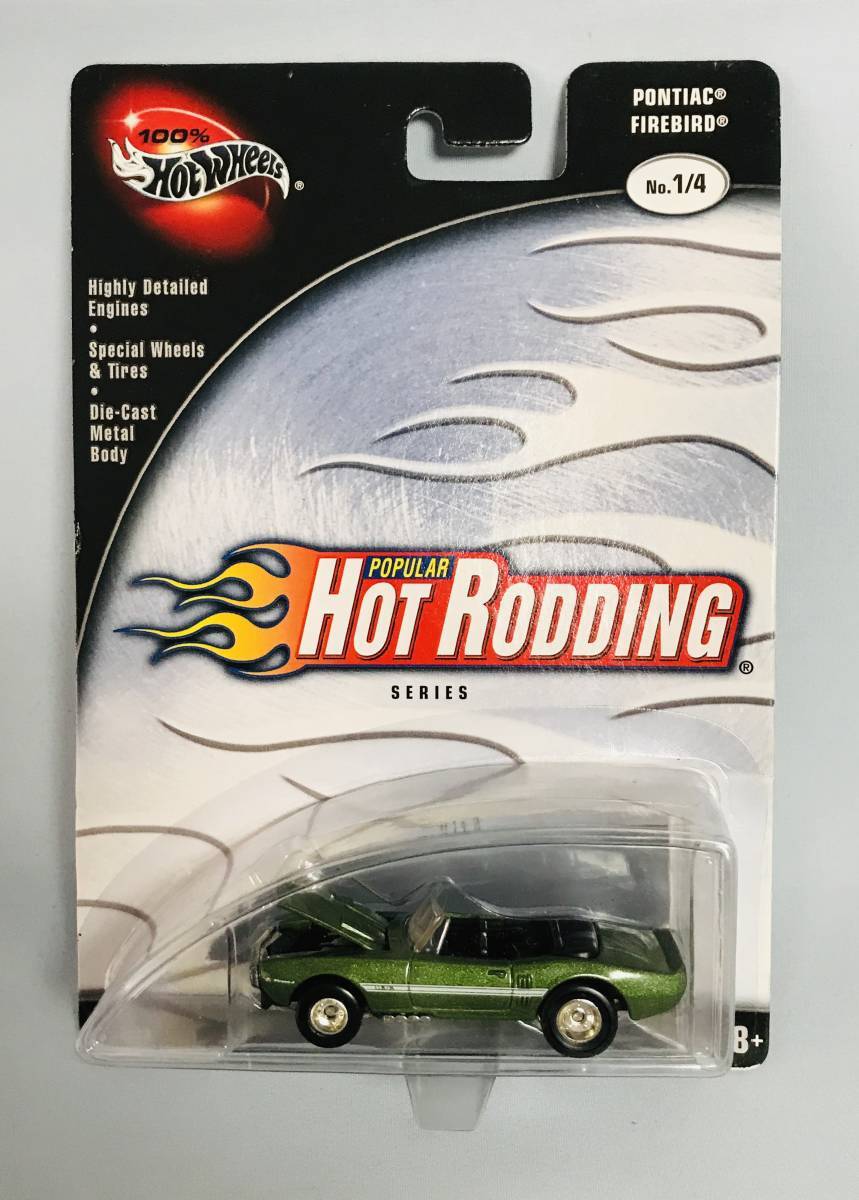 100%
HOT WHEELS®
PONTIAC®
FIREBIRD®
No.1/4
Highly Detailed
Engines
•
Special Wheels
& Tires
•
Die-Cast
Metal
Body
POPULAR
HOT RODDING®
SERIES
8+